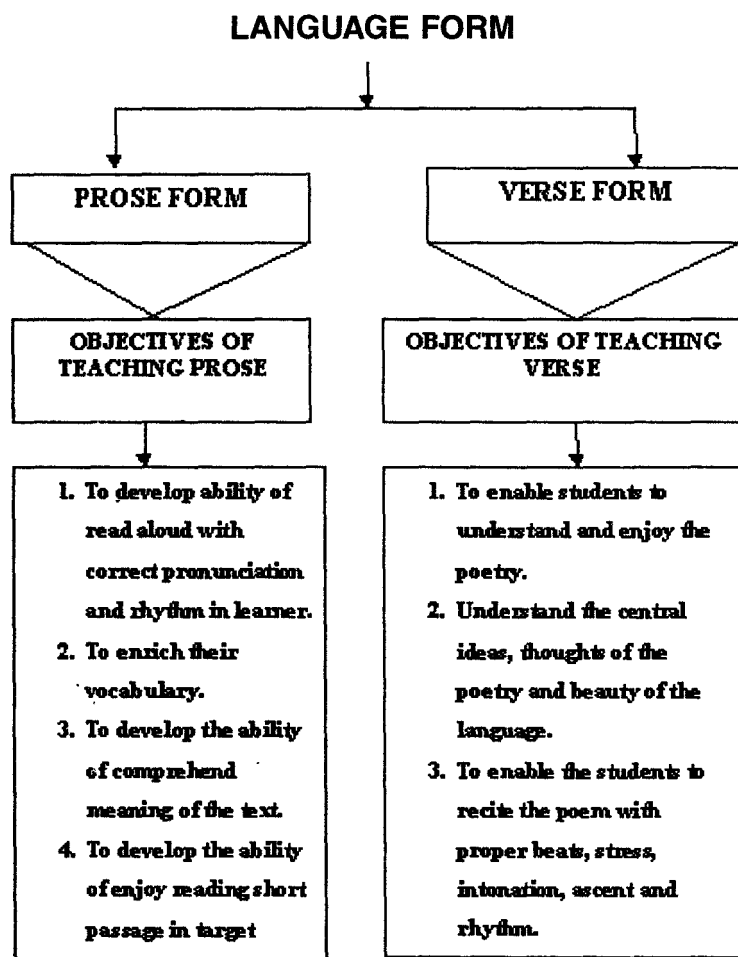 LANGUAGE FORM
PROSE FORM
VERSE FORM
OBJECTIVES OF
TEACHING PROSE
OBJECTIVES OF TEACHING
VERSE
1. To develop ability of
read aloud with
correct pronunciation
and rhythm in learner.
2. To enrich their
vocabulary.
3. To develop the ability
of comprehend
meaning of the text.
4. To develop the ability
of enjoy reading short
passage in target
1. To enable students to
understand and enjoy the
poetry.
2. Understand the central
ideas, thoughts of the
poetry and beauty of the
language.
3. To enable the students to
recite the poem with
proper beats, stress,
intonation, ascent and
rhythm.